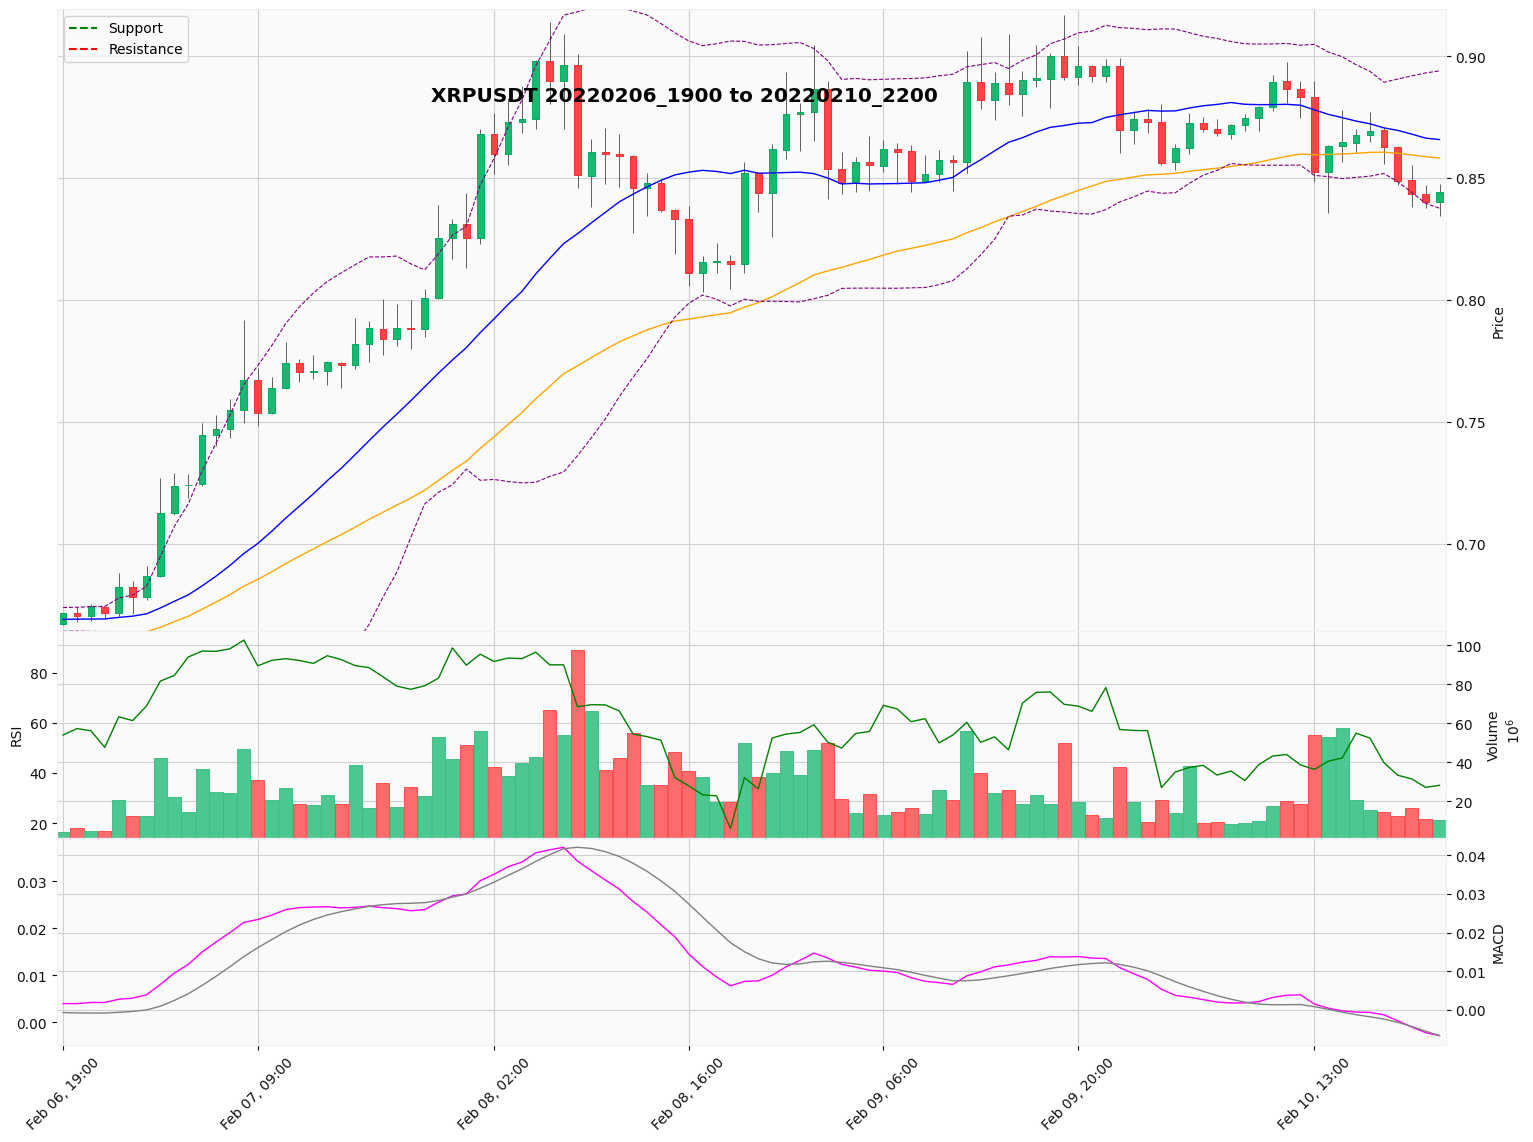 Support
Resistance
XRPUSDT 20220206_1900 to 20220210_2200
0.90
0.85
0.80
0.75
0.70
Price
100
80
60
40
20
Volume
10^6
80
60
40
20
RSI
0.04
0.03
0.02
0.01
0.00
MACD
0.03
0.02
0.01
0.00
Feb 06, 19:00
Feb 07, 09:00
Feb 08, 02:00
Feb 08, 16:00
Feb 09, 06:00
Feb 09, 20:00
Feb 10, 13:00